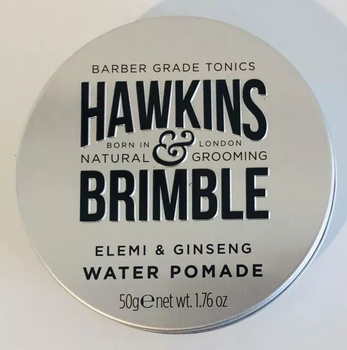 BARBER GRADE TONICS
HAWKINS
BORN IN & LONDON
NATURAL GROOMING
BRIMBLE
ELEMI & GINSENG
WATER POMADE
50g e net wt. 1.76 oz